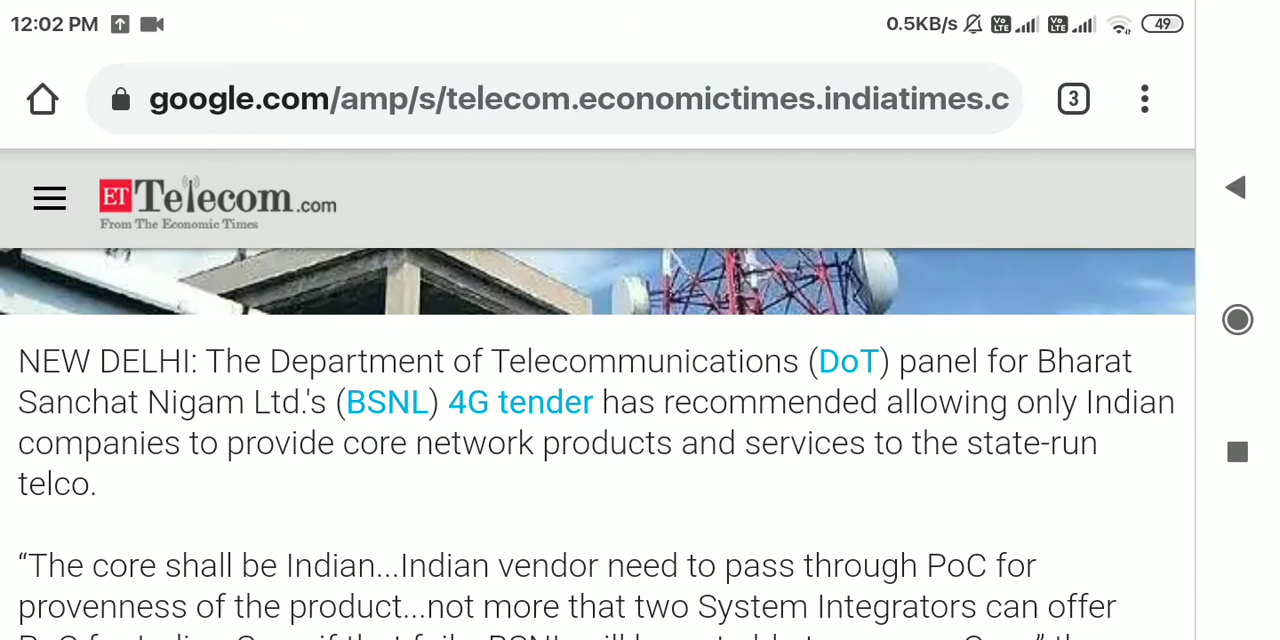 12:02 PM 0.5KB/s Vo LTE Vo LTE 49
google.com/amp/s/telecom.economictimes.indiatimes.c 3
ET Telecom.com
From The Economic Times
NEW DELHI: The Department of Telecommunications (DoT) panel for Bharat
Sanchat Nigam Ltd.'s (BSNL) 4G tender has recommended allowing only Indian
companies to provide core network products and services to the state-run
telco.
“The core shall be Indian...Indian vendor need to pass through PoC for
provenness of the product...not more that two System Integrators can offer